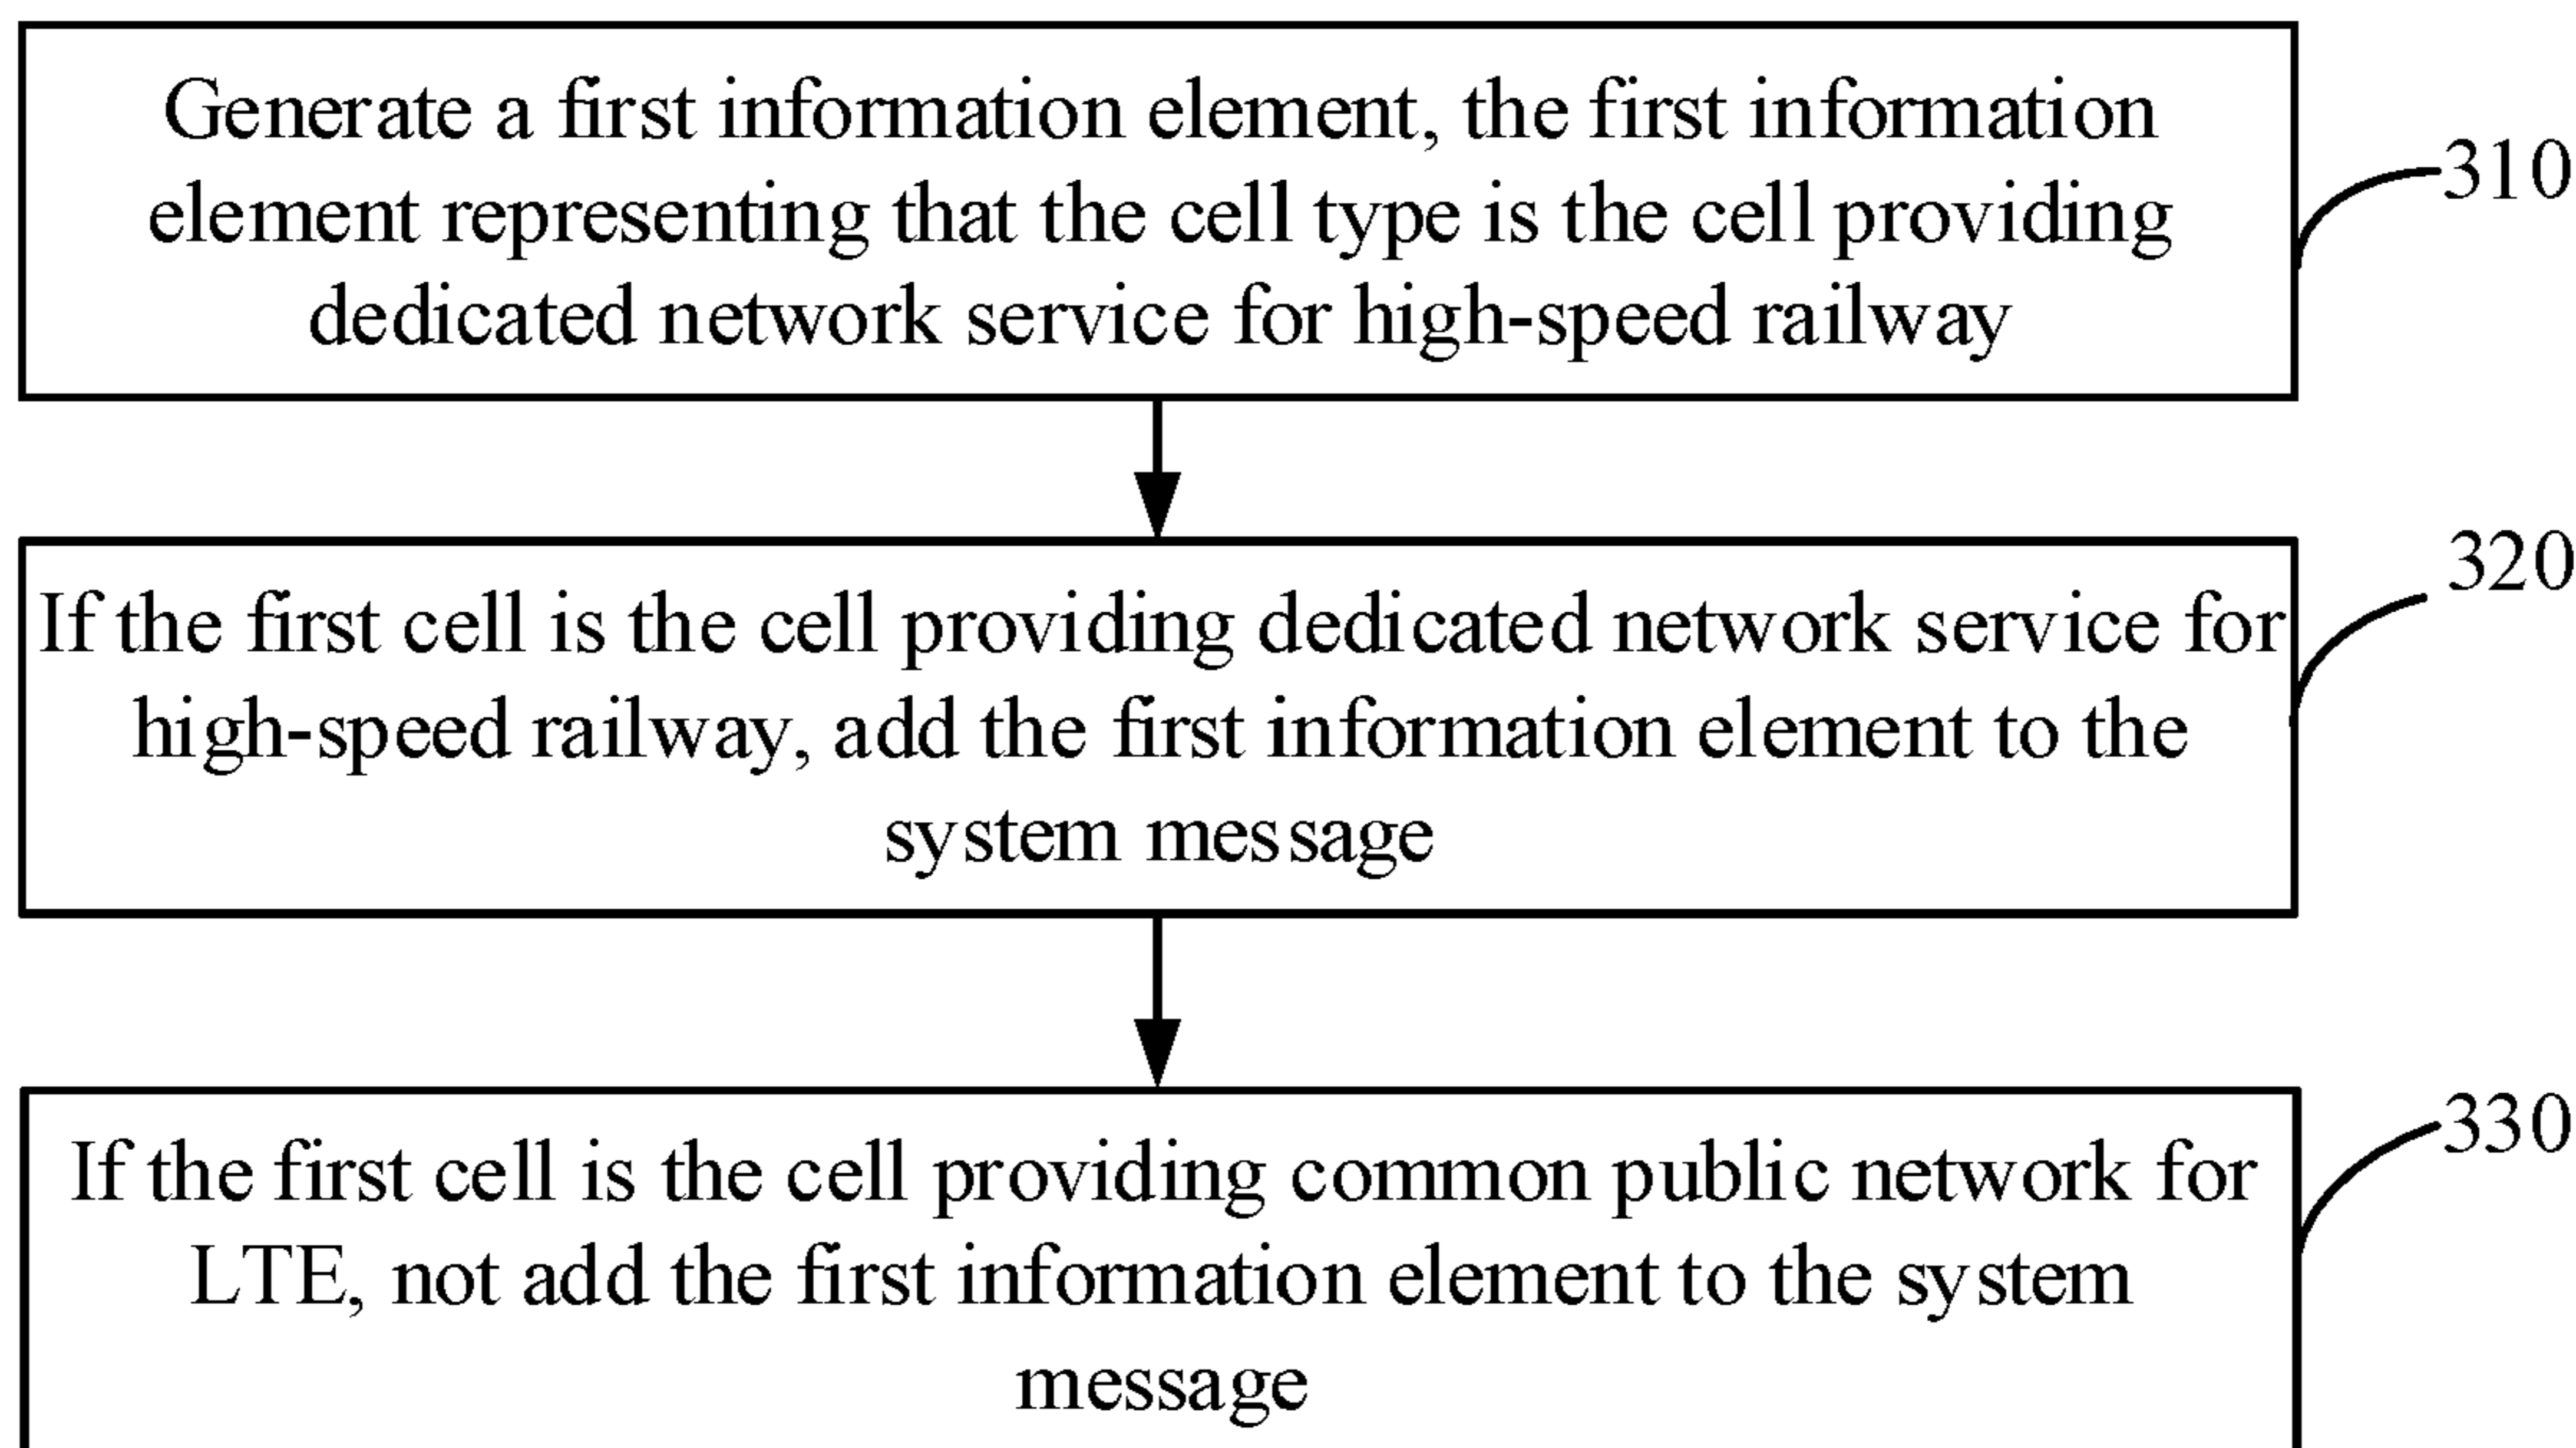 Generate a first information element, the first information
element representing that the cell type is the cell providing
dedicated network service for high-speed railway
310
If the first cell is the cell providing dedicated network service for
high-speed railway, add the first information element to the
system message
320
If the first cell is the cell providing common public network for
LTE, not add the first information element to the system
message
330